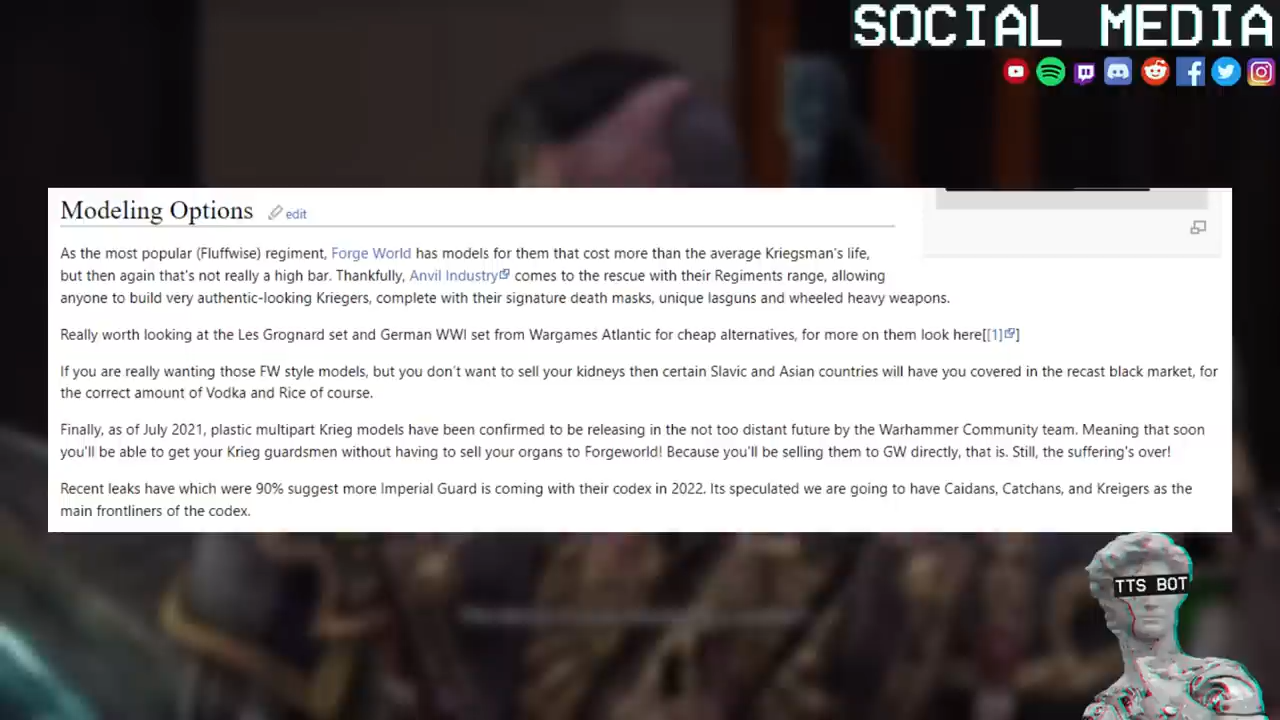 SOCIAL MEDIA
Modeling Options edit
As the most popular (Fluffwise) regiment, Forge World has models for them that cost more than the average Kriegsman's life,
but then again that's not really a high bar. Thankfully, Anvil Industry comes to the rescue with their Regiments range, allowing
anyone to build very authentic-looking Kriegers, complete with their signature death masks, unique lasguns and wheeled heavy weapons.
Really worth looking at the Les Grognard set and German WWI set from Wargames Atlantic for cheap alternatives, for more on them look here[[1]]
If you are really wanting those FW style models, but you don´t want to sell your kidneys then certain Slavic and Asian countries will have you covered in the recast black market, for
the correct amount of Vodka and Rice of course.
Finally, as of July 2021, plastic multipart Krieg models have been confirmed to be releasing in the not too distant future by the Warhammer Community team. Meaning that soon
you'll be able to get your Krieg guardsmen without having to sell your organs to Forgeworld! Because you'll be selling them to GW directly, that is. Still, the suffering's over!
Recent leaks have which were 90% suggest more Imperial Guard is coming with their codex in 2022. Its speculated we are going to have Caidans, Catchans, and Kreigers as the
main frontliners of the codex.
TTS BOT